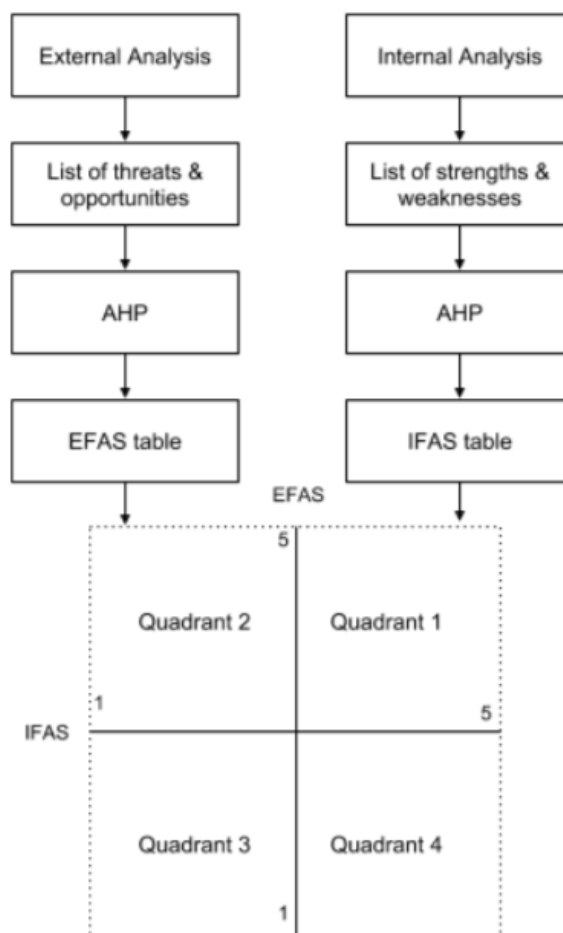 External Analysis
Internal Analysis
List of threats &
opportunities
List of strengths &
weaknesses
AHP
AHP
EFAS table
IFAS table
EFAS
5
Quadrant 2
Quadrant 1
1
5
IFAS
Quadrant 3
Quadrant 4
1